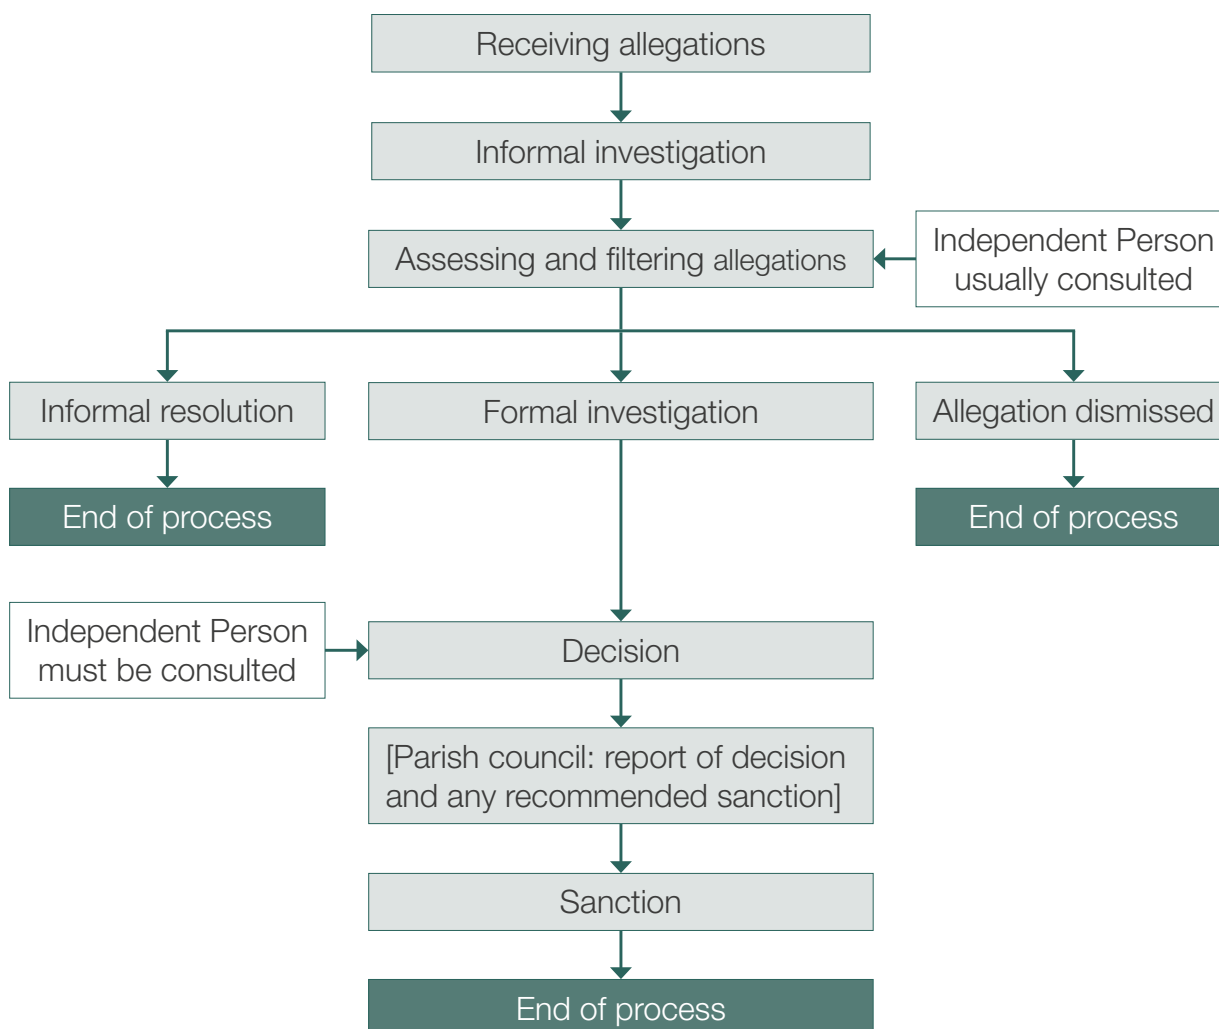 Receiving allegations
Informal investigation
Assessing and filtering allegations
Independent Person
usually consulted
Informal resolution
Formal investigation
Allegation dismissed
End of process
End of process
Independent Person
must be consulted
Decision
[Parish council: report of decision
and any recommended sanction]
Sanction
End of process